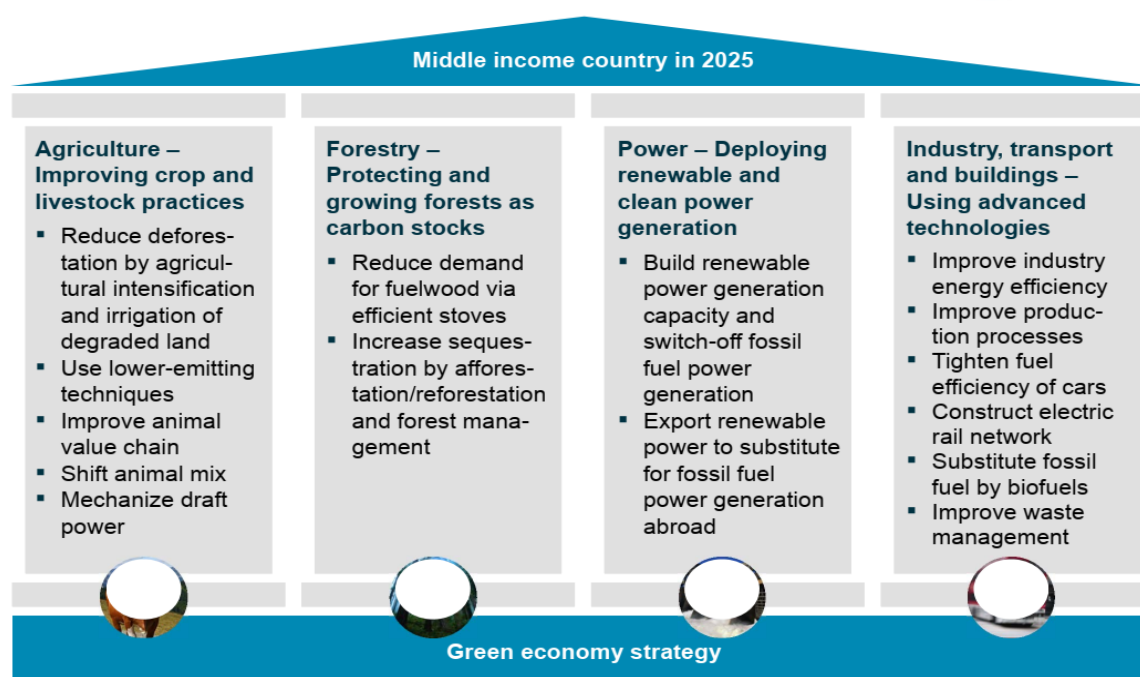 Middle income country in 2025
Agriculture –
Improving crop and
livestock practices
▪ Reduce defores-
tation by agricul-
tural intensification
and irrigation of
degraded land
▪ Use lower-emitting
techniques
▪ Improve animal
value chain
▪ Shift animal mix
▪ Mechanize draft
power
Forestry –
Protecting and
growing forests as
carbon stocks
▪ Reduce demand
for fuelwood via
efficient stoves
▪ Increase seques-
tration by affores-
tation/reforestation
and forest mana-
gement
Power – Deploying
renewable and
clean power
generation
▪ Build renewable
power generation
capacity and
switch-off fossil
fuel power
generation
▪ Export renewable
power to substitute
for fossil fuel
power generation
abroad
Industry, transport
and buildings –
Using advanced
technologies
▪ Improve industry
energy efficiency
▪ Improve produc-
tion processes
▪ Tighten fuel
efficiency of cars
▪ Construct electric
rail network
▪ Substitute fossil
fuel by biofuels
▪ Improve waste
management
Green economy strategy